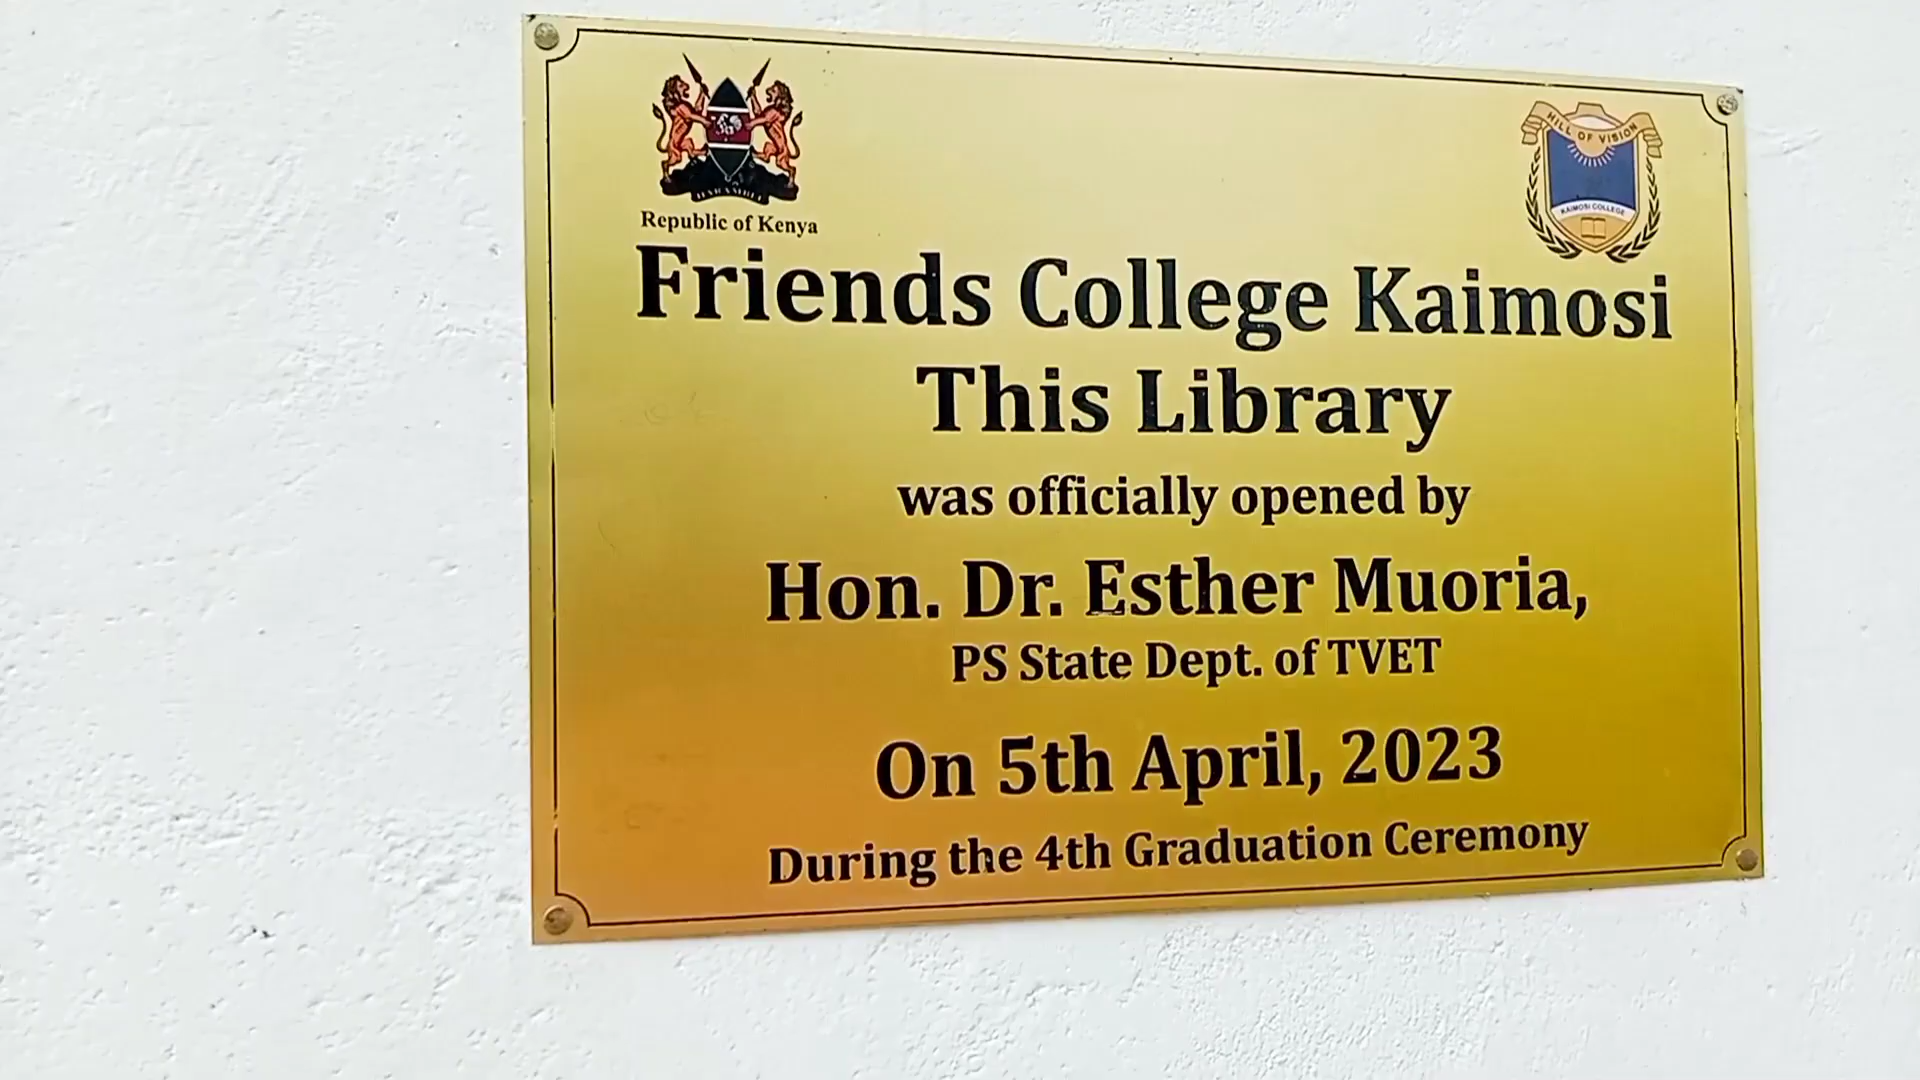 HARAMBEE
Republic of Kenya
HILL OF VISION
KAIMOSI COLLEGE
Friends College Kaimosi
This Library
was officially opened by
Hon. Dr. Esther Muoria,
PS State Dept. of TVET
On 5th April, 2023
During the 4th Graduation Ceremony